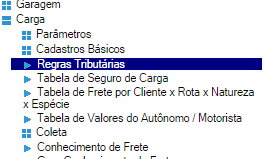 Garagem
Carga
Parâmetros
Cadastros Básicos
Regras Tributárias
Tabela de Seguro de Carga
Tabela de Frete por Cliente x Rota x Natureza
x Espécie
Tabela de Valores do Autônomo / Motorista
Coleta
Conhecimento de Frete